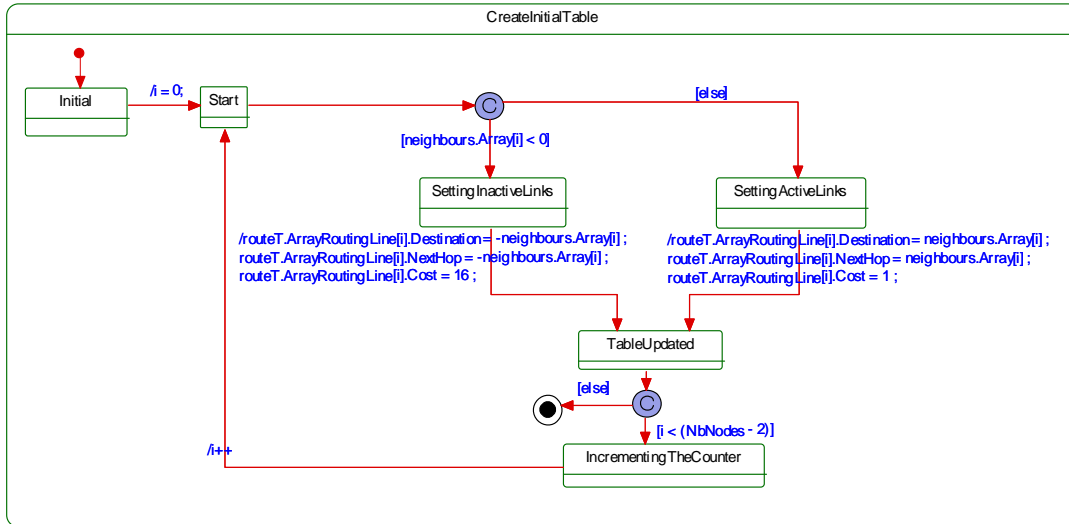 CreateInitialTable
Initial
/i = 0;
Start
C
[else]
[neighbours.Array[i] < 0]
SettingInactiveLinks
SettingActiveLinks
/routeT.ArrayRoutingLine[i].Destination = -neighbours.Array[i] ;
routeT.ArrayRoutingLine[i].NextHop = -neighbours.Array[i] ;
routeT.ArrayRoutingLine[i].Cost = 16 ;
/routeT.ArrayRoutingLine[i].Destination = neighbours.Array[i] ;
routeT.ArrayRoutingLine[i].NextHop = neighbours.Array[i] ;
routeT.ArrayRoutingLine[i].Cost = 1 ;
TableUpdated
[else]
C
[i < (NbNodes - 2)]
/i++
IncrementingTheCounter